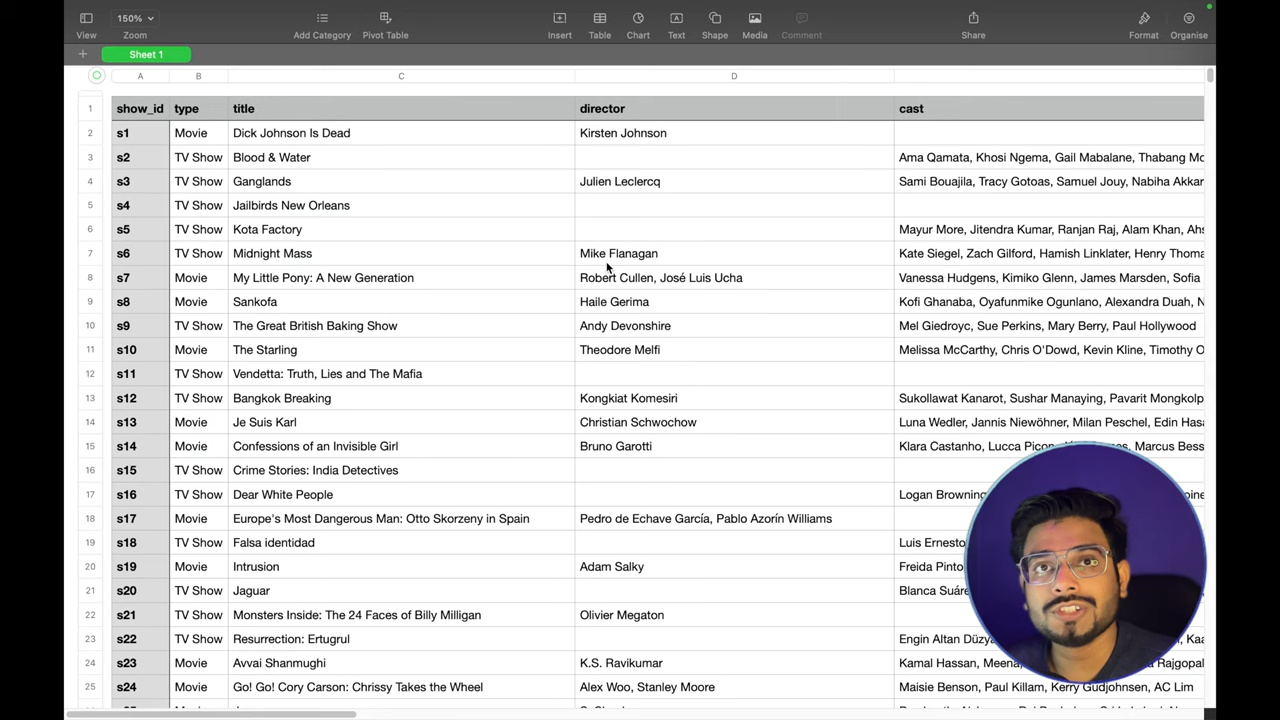 150%
View Zoom Add Category Pivot Table Insert Table Chart Text Shape Media Comment Share Format Organise
Sheet 1
A B C D
1 show_id type title director cast
2 s1 Movie Dick Johnson Is Dead Kirsten Johnson
3 s2 TV Show Blood & Water Ama Qamata, Khosi Ngema, Gail Mabalane, Thabang
4 s3 TV Show Ganglands Julien Leclercq Sami Bouajila, Tracy Gotoas, Samuel Jouy, Nabiha Akkar
5 s4 TV Show Jailbirds New Orleans
6 s5 TV Show Kota Factory Mayur More, Jitendra Kumar, Ranjan Raj, Alam Khan,
7 s6 TV Show Midnight Mass Mike Flanagan Kate Siegel, Zach Gilford, Hamish Linklater, Henry
8 s7 Movie My Little Pony: A New Generation Robert Cullen, José Luis Ucha Vanessa Hudgens, Kimiko Glenn, James Marsden, Sofia
9 s8 Movie Sankofa Haile Gerima Kofi Ghanaba, Oyafunmike Ogunlano, Alexandra Duah,
10 s9 TV Show The Great British Baking Show Andy Devonshire Mel Giedroyc, Sue Perkins, Mary Berry, Paul Hollywood
11 s10 Movie The Starling Theodore Melfi Melissa McCarthy, Chris O'Dowd, Kevin Kline, Timothy
12 s11 TV Show Vendetta: Truth, Lies and The Mafia
13 s12 TV Show Bangkok Breaking Kongkiat Komesiri Sukollawat Kanarot, Sushar Manaying, Pavarit Mongkolp
14 s13 Movie Je Suis Karl Christian Schwochow Luna Wedler, Jannis Niewöhner, Milan Peschel, Edin
15 s14 Movie Confessions of an Invisible Girl Bruno Garotti Klara Castanho, Lucca Marcus
16 s15 TV Show Crime Stories: India Detectives
17 s16 TV Show Dear White People Logan
18 s17 Movie Europe's Most Dangerous Man: Otto Skorzeny in Spain Pedro de Echave García, Pablo Azorín Williams
19 s18 TV Show Falsa identidad Luis Ernesto
20 s19 Movie Intrusion Adam Salky Freida Pinto
21 s20 TV Show Jaguar Blanca
22 s21 TV Show Monsters Inside: The 24 Faces of Billy Milligan Olivier Megaton
23 s22 TV Show Resurrection: Ertugrul Engin Altan
24 s23 Movie Avvai Shanmughi K.S. Ravikumar Kamal Hassan, Meena,
25 s24 Movie Go! Go! Cory Carson: Chrissy Takes the Wheel Alex Woo, Stanley Moore Maisie Benson, Paul Killam, Kerry Gudjohnsen, AC Lim